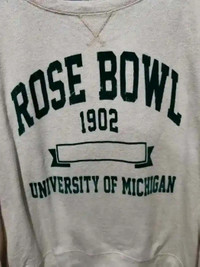 ROSE BOWL
1902
UNIVERSITY OF MICHIGAN